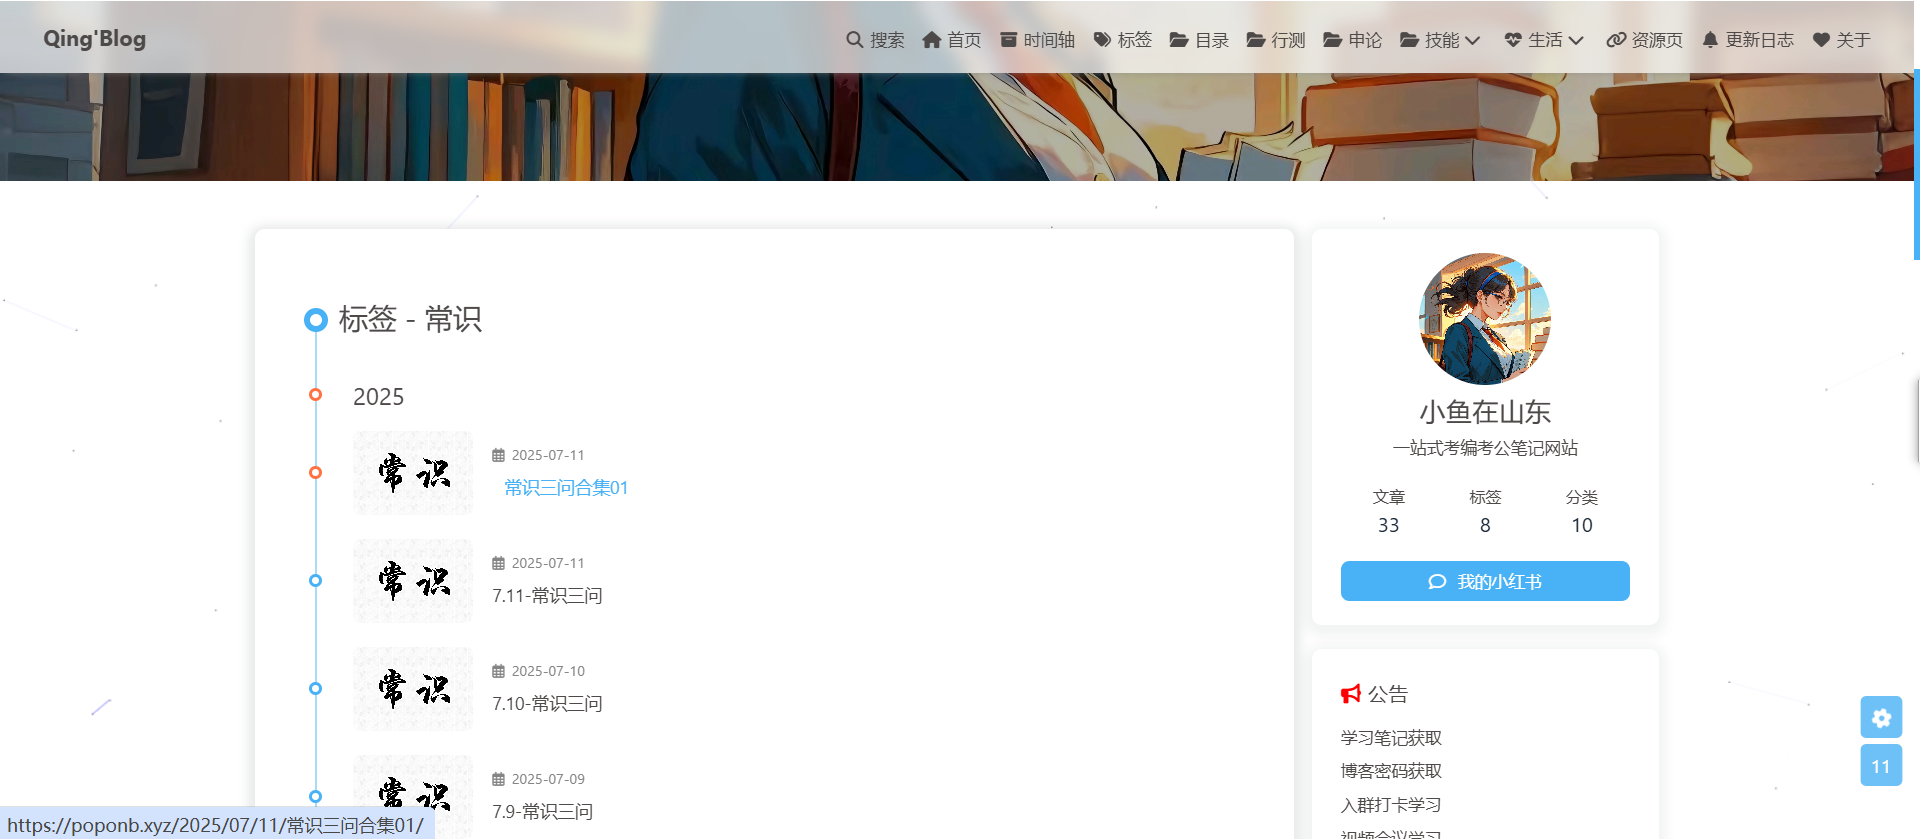 Qing'Blog
搜索 首页 时间轴 标签 目录 行测 申论 技能 生活 资源页 更新日志 关于
标签 - 常识
2025
常识
2025-07-11
常识三问合集01
常识
2025-07-11
7.11-常识三问
常识
2025-07-10
7.10-常识三问
常识
2025-07-09
7.9-常识三问
小鱼在山东
一站式考编考公笔记网站
文章 标签 分类
33 8 10
我的小红书
公告
学习笔记获取
博客密码获取
入群打卡学习
视频会议学习
11
https://poponb.xyz/2025/07/11/常识三问合集01/